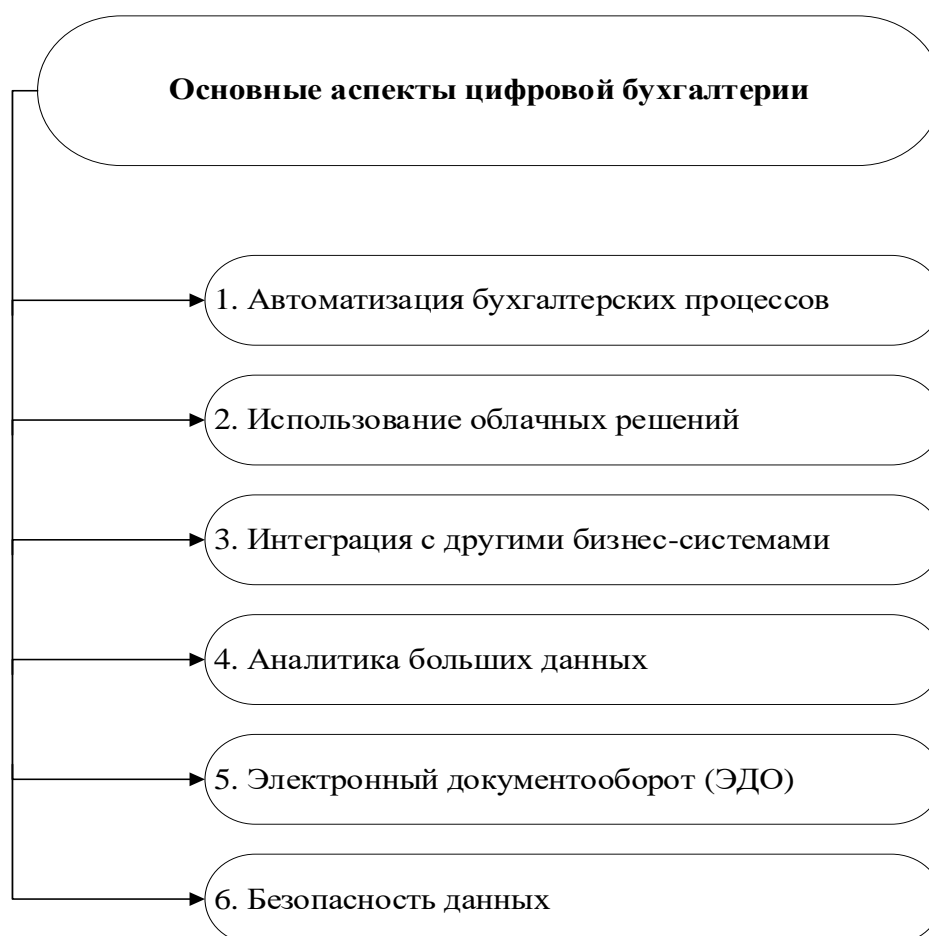 Основные аспекты цифровой бухгалтерии
1. Автоматизация бухгалтерских процессов
2. Использование облачных решений
3. Интеграция с другими бизнес-системами
4. Аналитика больших данных
5. Электронный документооборот (ЭДО)
6. Безопасность данных